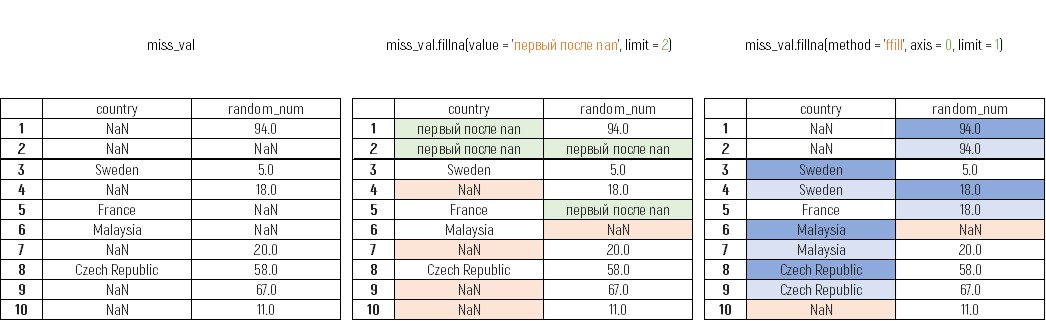 miss_val miss_val.fillna(value = 'первый после nan', limit = 2) miss_val.fillna(method = 'ffill', axis = 0, limit = 1)
country random_num country random_num country random_num
1 NaN 94.0 1 первый после nan 94.0 1 NaN 94.0
2 NaN NaN 2 первый после nan первый после nan 2 NaN 94.0
3 Sweden 5.0 3 Sweden 5.0 3 Sweden 5.0
4 NaN 18.0 4 NaN 18.0 4 Sweden 18.0
5 France NaN 5 France первый после nan 5 France 18.0
6 Malaysia NaN 6 Malaysia NaN 6 Malaysia NaN
7 NaN 20.0 7 NaN 20.0 7 Malaysia 20.0
8 Czech Republic 58.0 8 Czech Republic 58.0 8 Czech Republic 58.0
9 NaN 67.0 9 NaN 67.0 9 Czech Republic 67.0
10 NaN 11.0 10 NaN 11.0 10 NaN 11.0